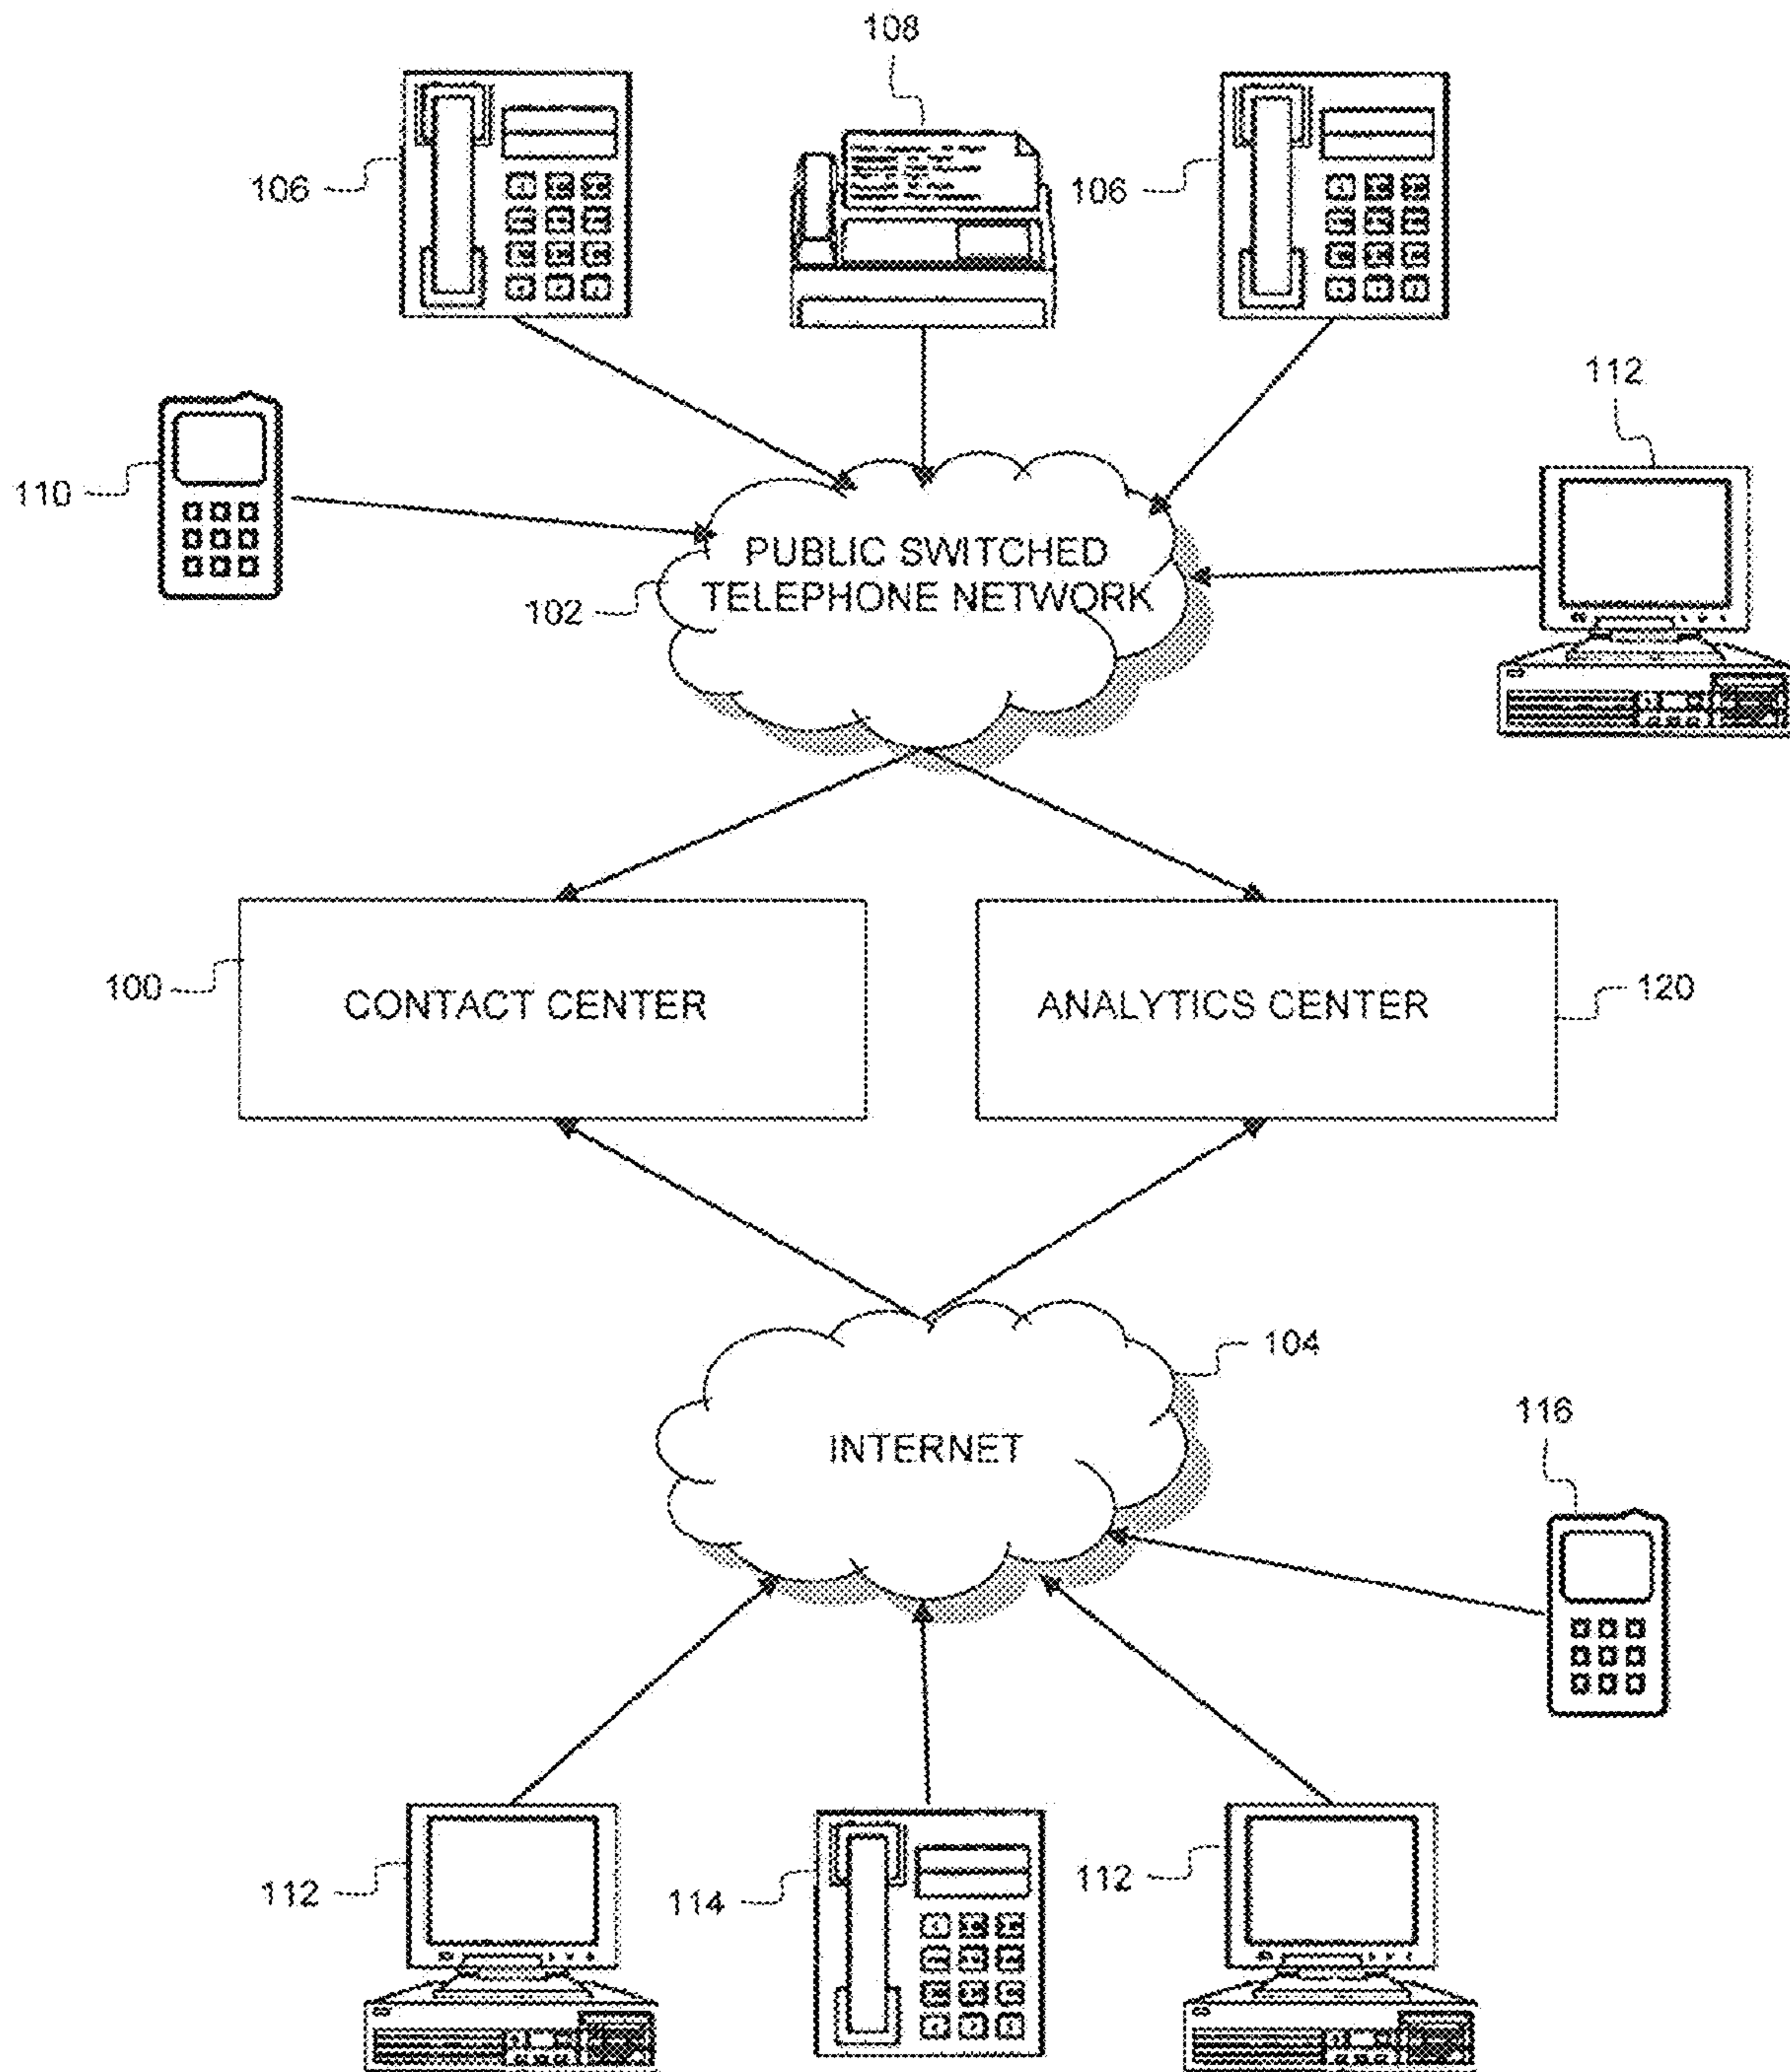 108
106
106
112
110
PUBLIC SWITCHED
TELEPHONE NETWORK
102
100
CONTACT CENTER
ANALYTICS CENTER
120
104
INTERNET
116
112
114
112